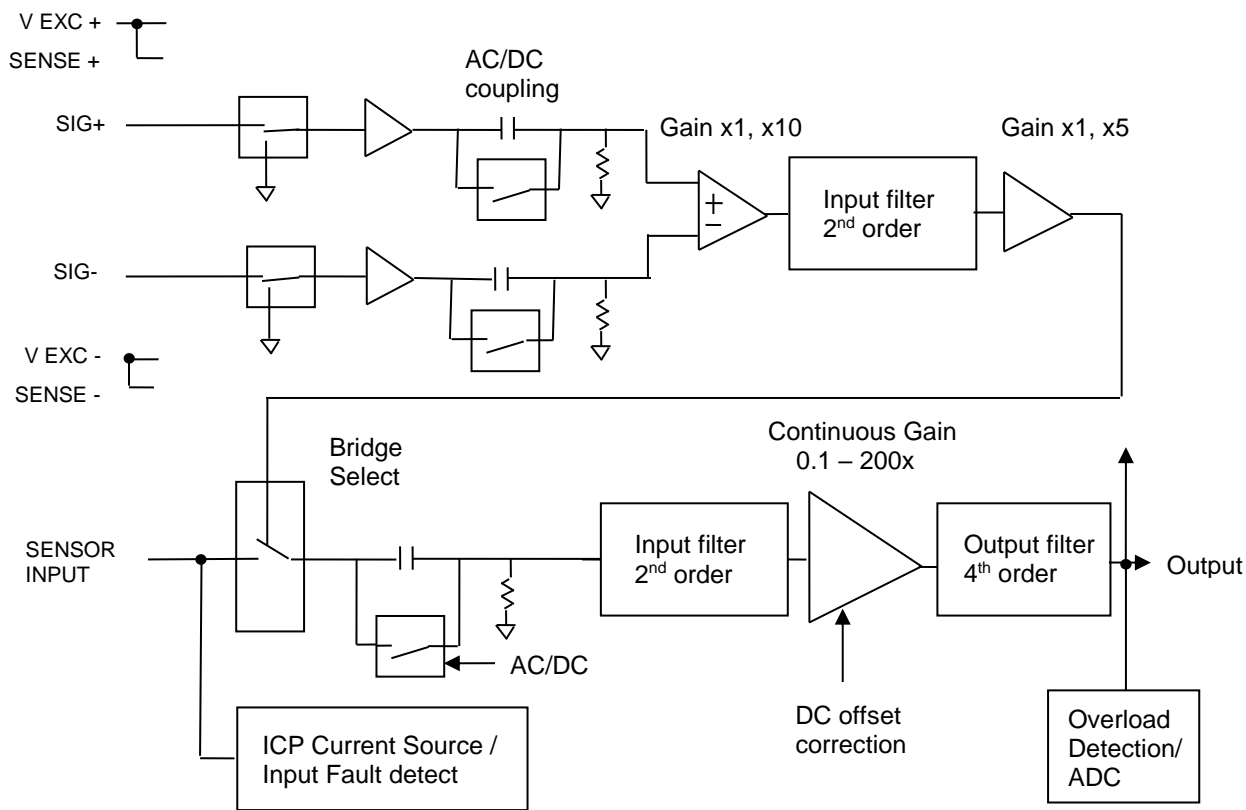 V EXC +
SENSE +
AC/DC
coupling
SIG+
Gain x1, x10
Gain x1, x5
Input filter
2nd order
+
−
SIG-
V EXC -
SENSE -
Bridge
Select
Continuous Gain
0.1 – 200x
SENSOR
INPUT
Input filter
2nd order
Output filter
4th order
Output
AC/DC
ICP Current Source /
Input Fault detect
DC offset
correction
Overload
Detection/
ADC